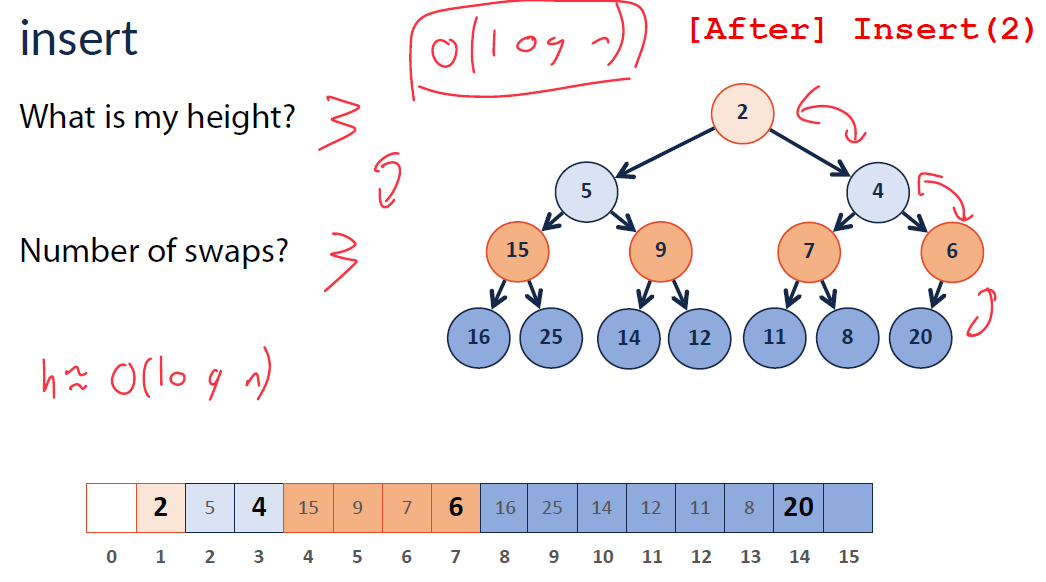 insert
O(log n)
[After] Insert(2)
What is my height?
3
Number of swaps?
3
h≈O(log n)
2
5 4
15 9 7 6
16 25 14 12 11 8 20
2 5 4 15 9 7 6 16 25 14 12 11 8 20
0 1 2 3 4 5 6 7 8 9 10 11 12 13 14 15